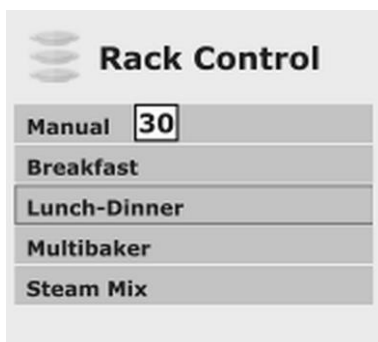 Rack Control
Manual 30
Breakfast
Lunch-Dinner
Multibaker
Steam Mix